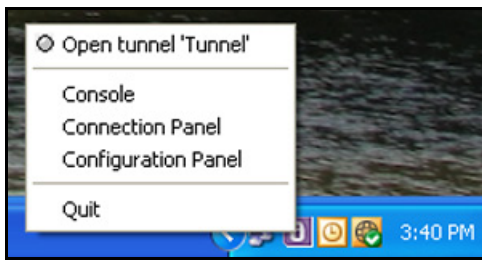 Open tunnel 'Tunnel'
Console
Connection Panel
Configuration Panel
Quit
3:40 PM